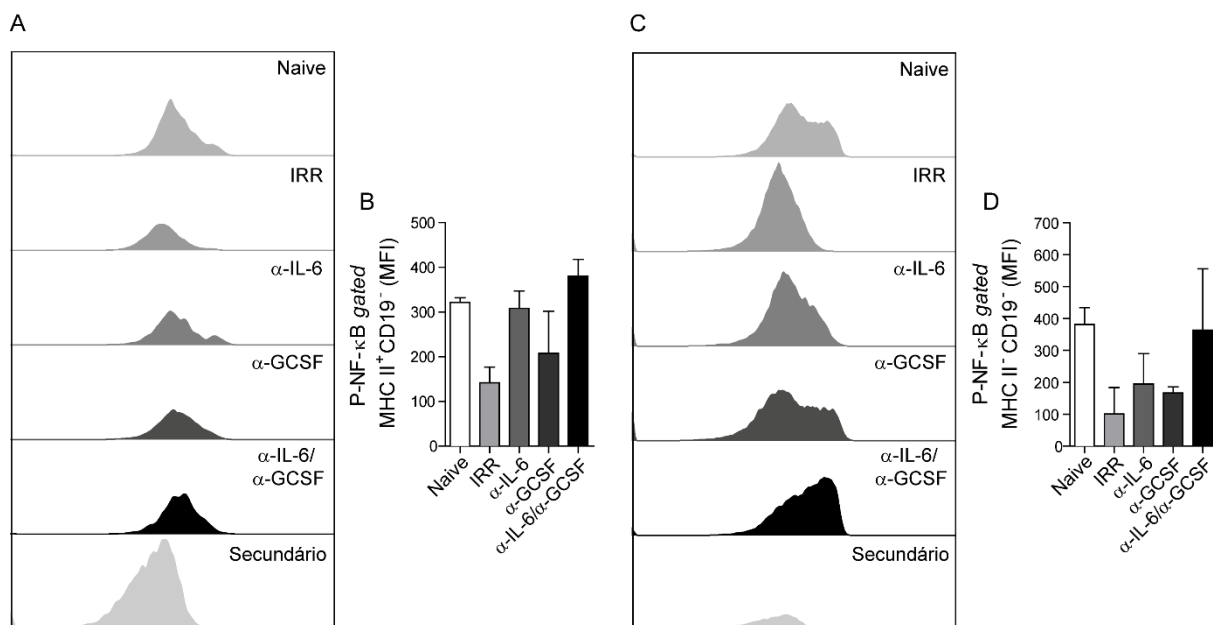 A
Naive
IRR
α-IL-6
α-GCSF
α-IL-6/
α-GCSF
Secundário
B
P-NF-κB gated
MHC II⁺CD19⁻ (MFI)
500
400
300
200
100
0
Naive
IRR
α-IL-6
α-GCSF
α-IL-6/α-GCSF
C
Naive
IRR
α-IL-6
α-GCSF
α-IL-6/
α-GCSF
Secundário
D
P-NF-κB gated
MHC II⁻ CD19⁻ (MFI)
700
600
500
400
300
200
100
0
Naive
IRR
α-IL-6
α-GCSF
α-IL-6/α-GCSF